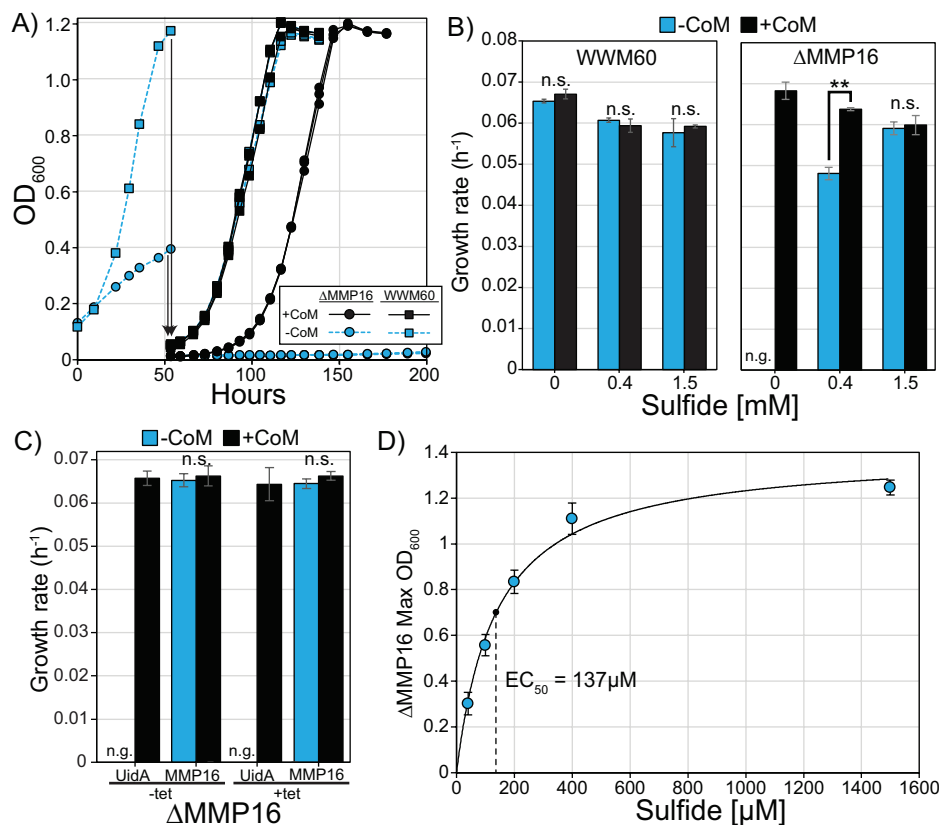 A)
1.2
1.0
0.8
0.6
0.4
0.2
0
OD600
0 50 100 150 200
Hours
ΔMMP16 WWM60
+CoM
-CoM
B)
-CoM +CoM
WWM60
ΔMMP16
0.08
0.07
0.06
0.05
0.04
0.03
0.02
0.01
0
Growth rate (h-1)
n.s. n.s. n.s.
** n.s.
n.g.
0 0.4 1.5 0 0.4 1.5
Sulfide [mM]
C)
-CoM +CoM
0.07
0.06
0.05
0.04
0.03
0.02
0.01
0
Growth rate (h-1)
n.s. n.s.
n.g. n.g.
UidA MMP16 UidA MMP16
-tet +tet
ΔMMP16
D)
1.4
1.2
1.0
0.8
0.6
0.4
0.2
0
ΔMMP16 Max OD600
EC50 = 137µM
0 200 400 600 800 1000 1200 1400 1600
Sulfide [µM]